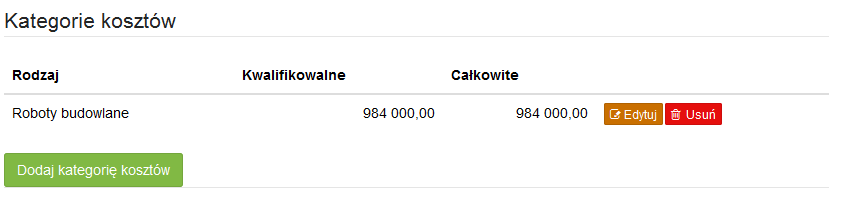 Kategorie kosztów
Rodzaj Kwalifikowalne Całkowite
Roboty budowlane 984 000,00 984 000,00 Edytuj Usuń
Dodaj kategorię kosztów